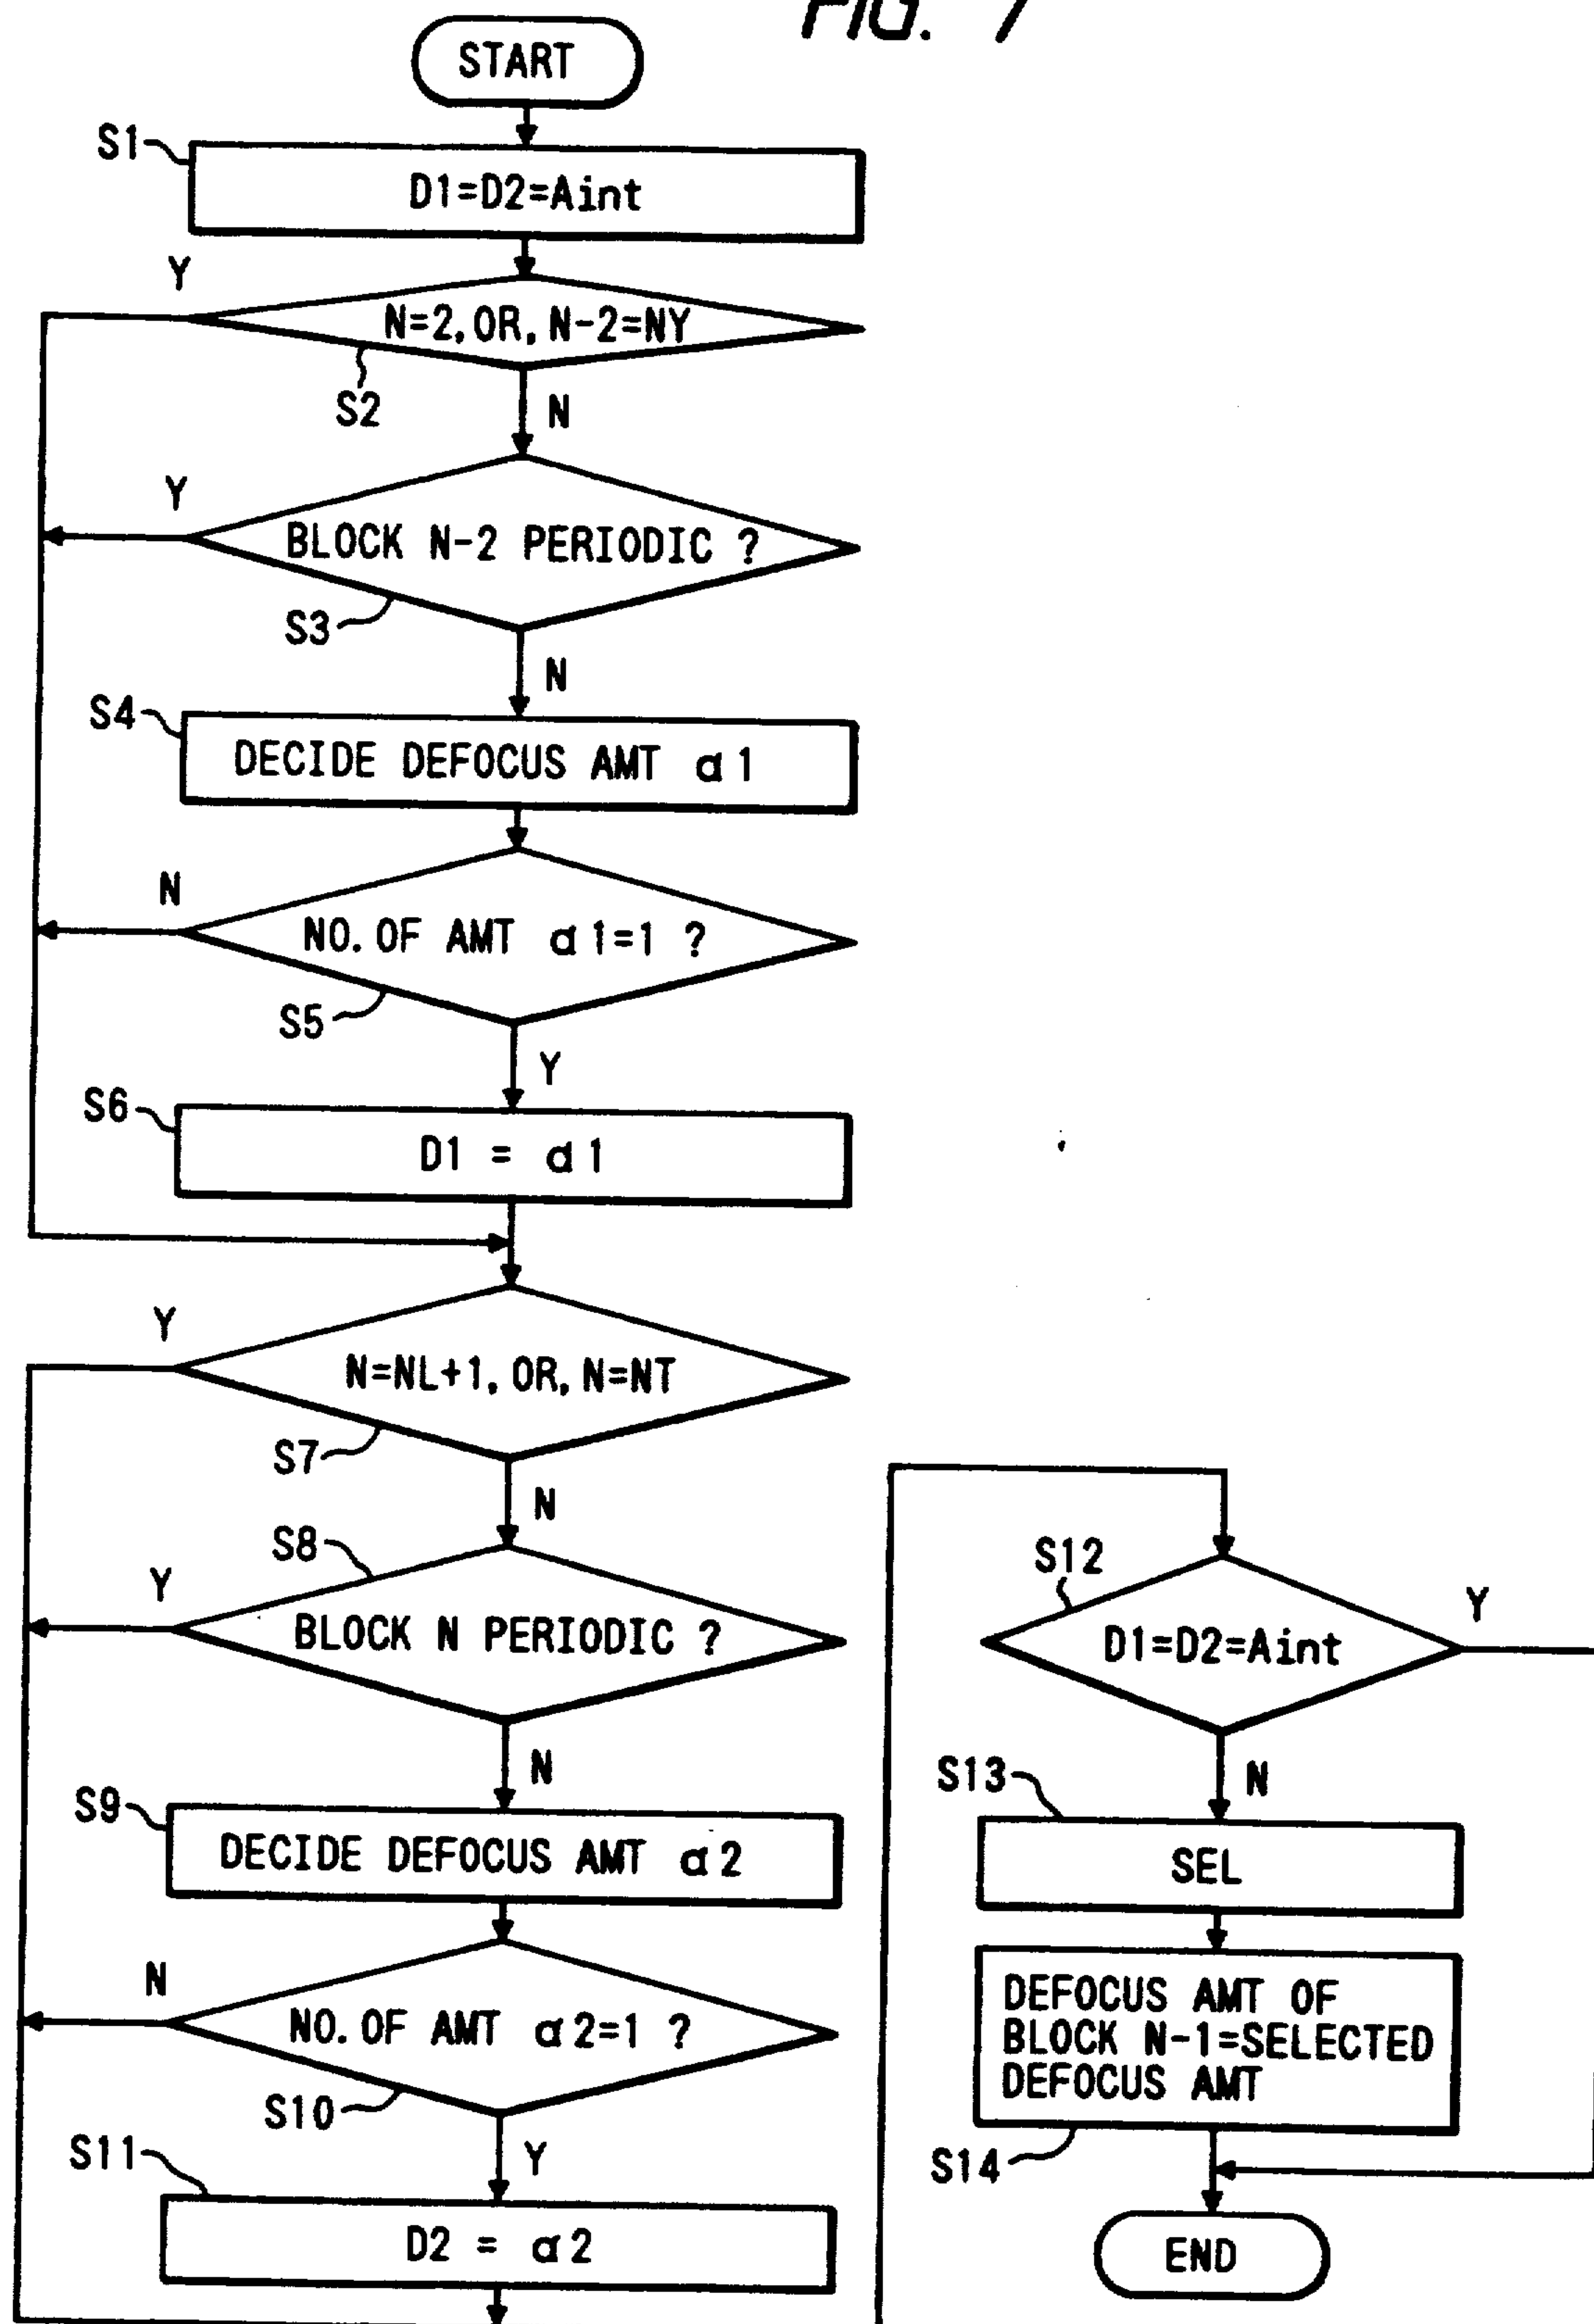 FIG. 7
START
S1
D1=D2=Aint
Y
N=2, OR, N-2=NY
S2
N
Y
BLOCK N-2 PERIODIC ?
S3
N
S4
DECIDE DEFOCUS AMT α1
N
NO. OF AMT α1=1 ?
S5
Y
S6
D1 = α1
Y
N=NL+1, OR, N=NT
S7
N
S8
Y
BLOCK N PERIODIC ?
N
S9
DECIDE DEFOCUS AMT α2
N
NO. OF AMT α2=1 ?
S10
Y
S11
D2 = α2
S12
Y
D1=D2=Aint
N
S13
SEL
DEFOCUS AMT OF
BLOCK N-1=SELECTED
DEFOCUS AMT
S14
END